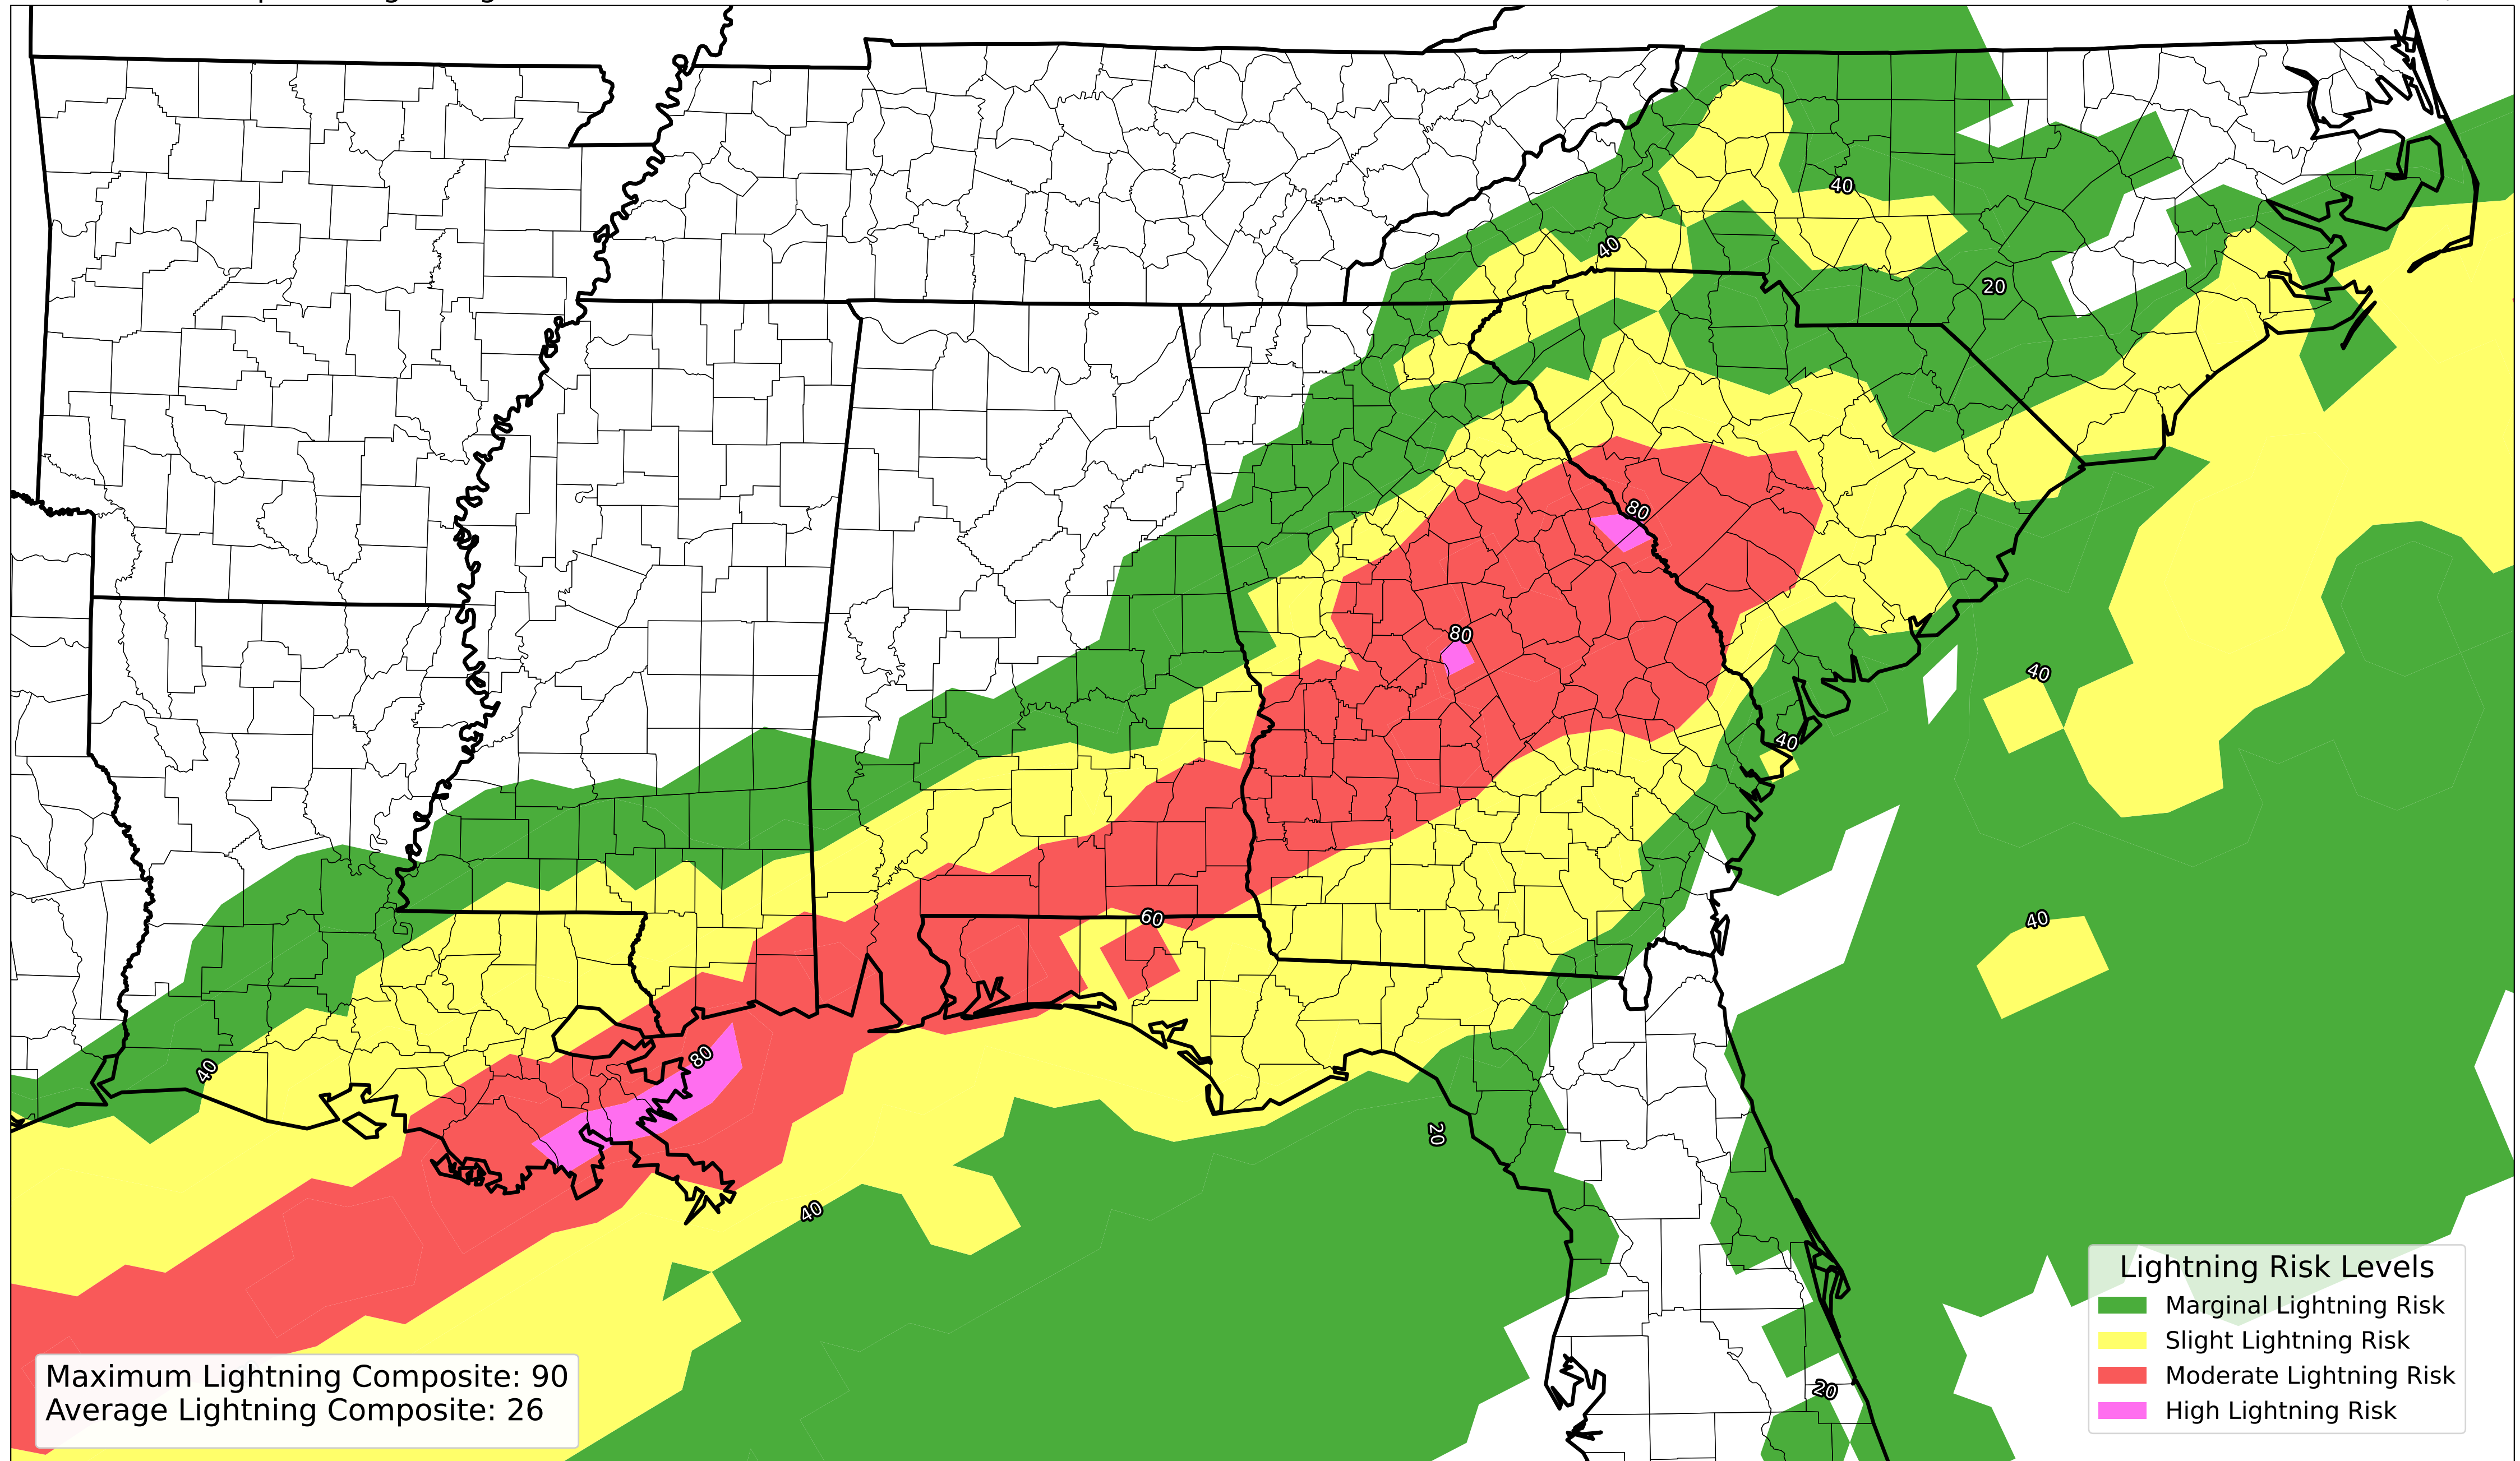 40
40
20
80
80
40
40
60
40
80
40
20
40
20
Lightning Risk Levels
Marginal Lightning Risk
Slight Lightning Risk
Moderate Lightning Risk
High Lightning Risk
Maximum Lightning Composite: 90
Average Lightning Composite: 26